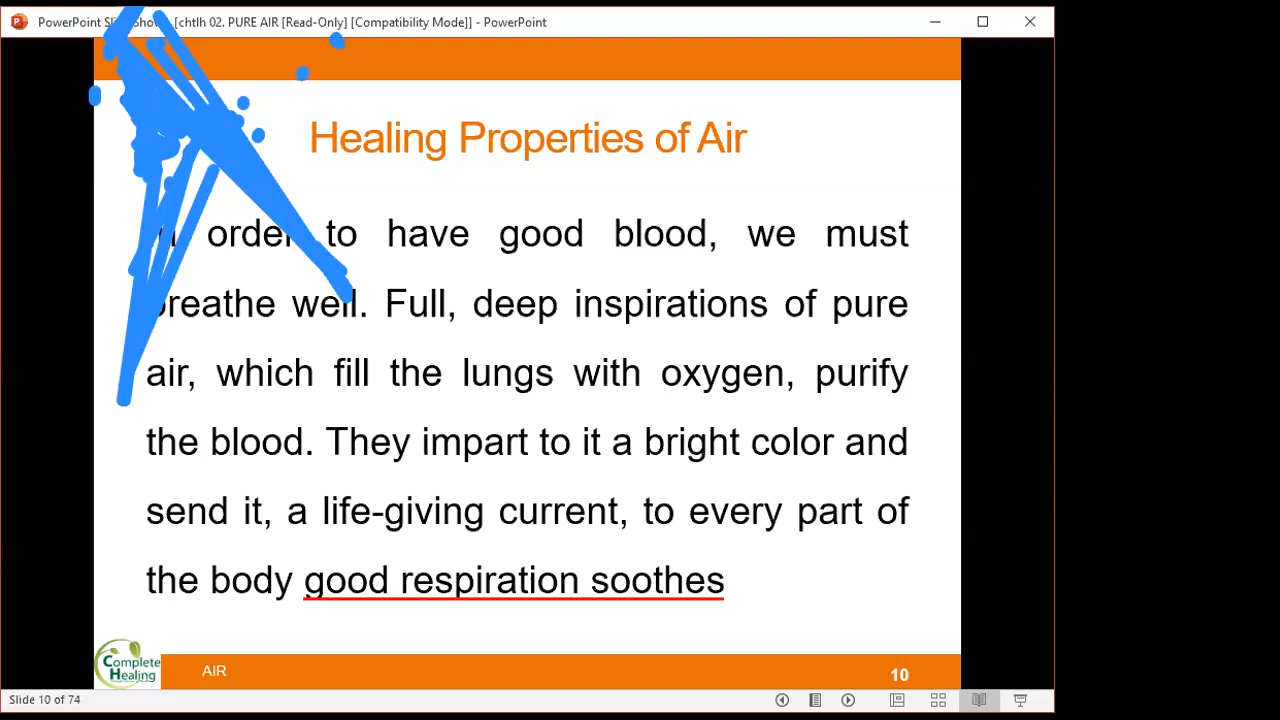 PowerPoint Sli Sho [chtlh 02. PURE AIR [Read-Only] [Compatibility Mode]] - PowerPoint
Healing Properties of Air
order to have good blood, we must
breathe well. Full, deep inspirations of pure
air, which fill the lungs with oxygen, purify
the blood. They impart to it a bright color and
send it, a life-giving current, to every part of
the body good respiration soothes
Complete
Healing
AIR
10
Slide 10 of 74